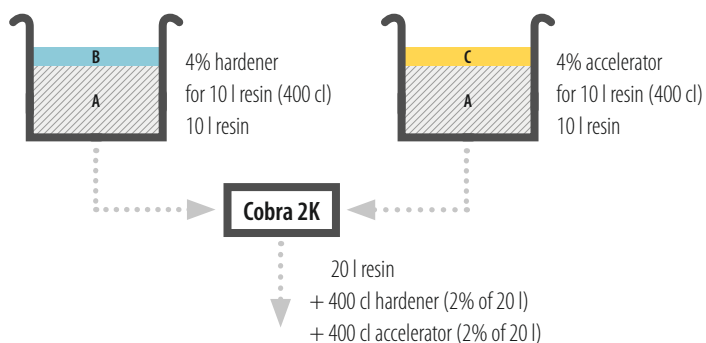 B
A
4% hardener
for 10 l resin (400 cl)
10 l resin
C
A
4% accelerator
for 10 l resin (400 cl)
10 l resin
Cobra 2K
20 l resin
+ 400 cl hardener (2% of 20 l)
+ 400 cl accelerator (2% of 20 l)